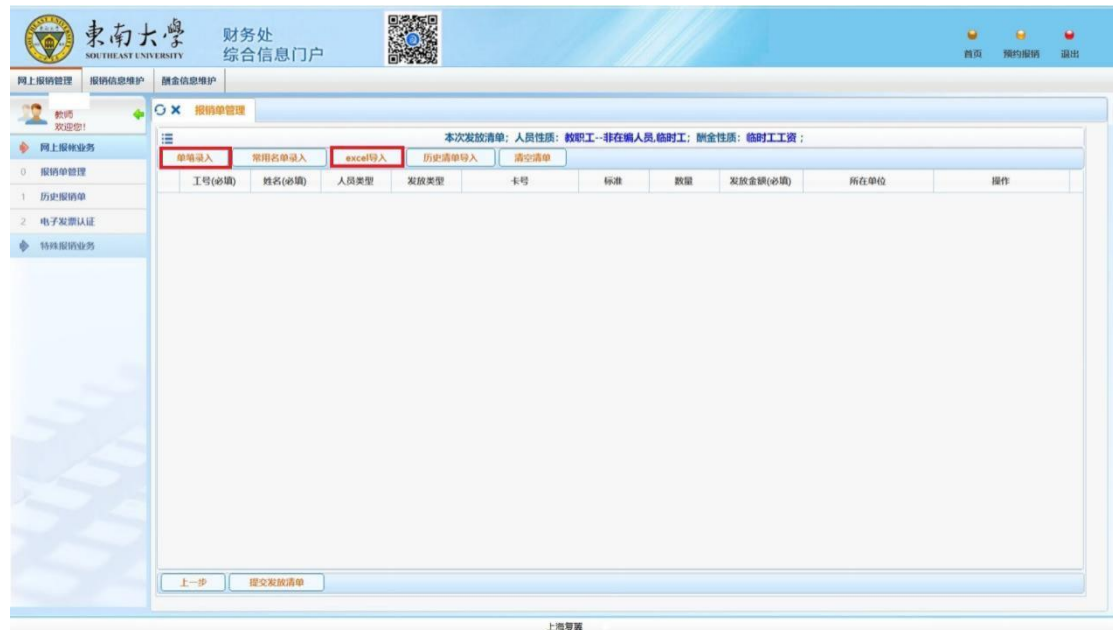 東南大學
SOUTHEAST UNIVERSITY
财务处
综合信息门户
首页 预约报销 退出
网上报销管理 报销信息维护 酬金信息维护
教师
欢迎您!
报销单管理
网上报帐业务
0 报销单管理
1 历史报销单
2 电子发票认证
特殊报销业务
本次发放清单; 人员性质: 教职工--非在编人员,临时工; 酬金性质: 临时工工资 ;
单笔录入 常用名单录入 excel导入 历史清单导入 清空清单
工号(必填) 姓名(必填) 人员类型 发放类型 卡号 标准 数量 发放金额(必填) 所在单位 操作
上一步 提交发放清单
上海复翼